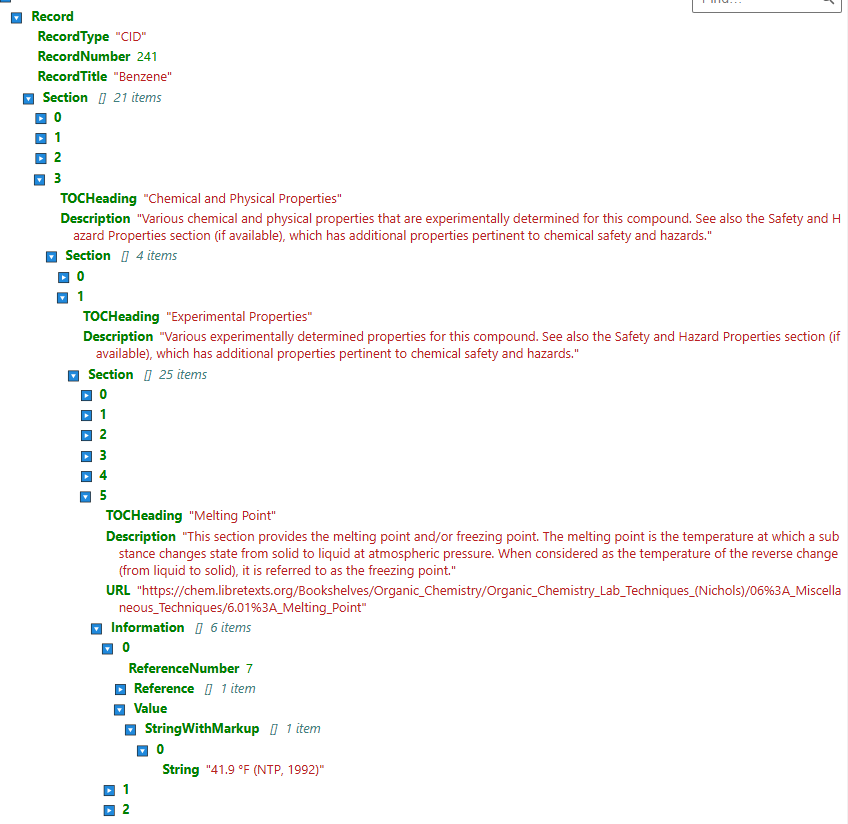 Record
RecordType "CID"
RecordNumber 241
RecordTitle "Benzene"
Section [] 21 items
0
1
2
3
TOCHeading "Chemical and Physical Properties"
Description "Various chemical and physical properties that are experimentally determined for this compound. See also the Safety and H
azard Properties section (if available), which has additional properties pertinent to chemical safety and hazards."
Section [] 4 items
0
1
TOCHeading "Experimental Properties"
Description "Various experimentally determined properties for this compound. See also the Safety and Hazard Properties section (if
available), which has additional properties pertinent to chemical safety and hazards."
Section [] 25 items
0
1
2
3
4
5
TOCHeading "Melting Point"
Description "This section provides the melting point and/or freezing point. The melting point is the temperature at which a sub
stance changes state from solid to liquid at atmospheric pressure. When considered as the temperature of the reverse change
(from liquid to solid), it is referred to as the freezing point."
URL "https://chem.libretexts.org/Bookshelves/Organic_Chemistry/Organic_Chemistry_Lab_Techniques_(Nichols)/06%3A_Miscella
neous_Techniques/6.01%3A_Melting_Point"
Information [] 6 items
0
ReferenceNumber 7
Reference [] 1 item
Value
StringWithMarkup [] 1 item
0
String "41.9 °F (NTP, 1992)"
1
2